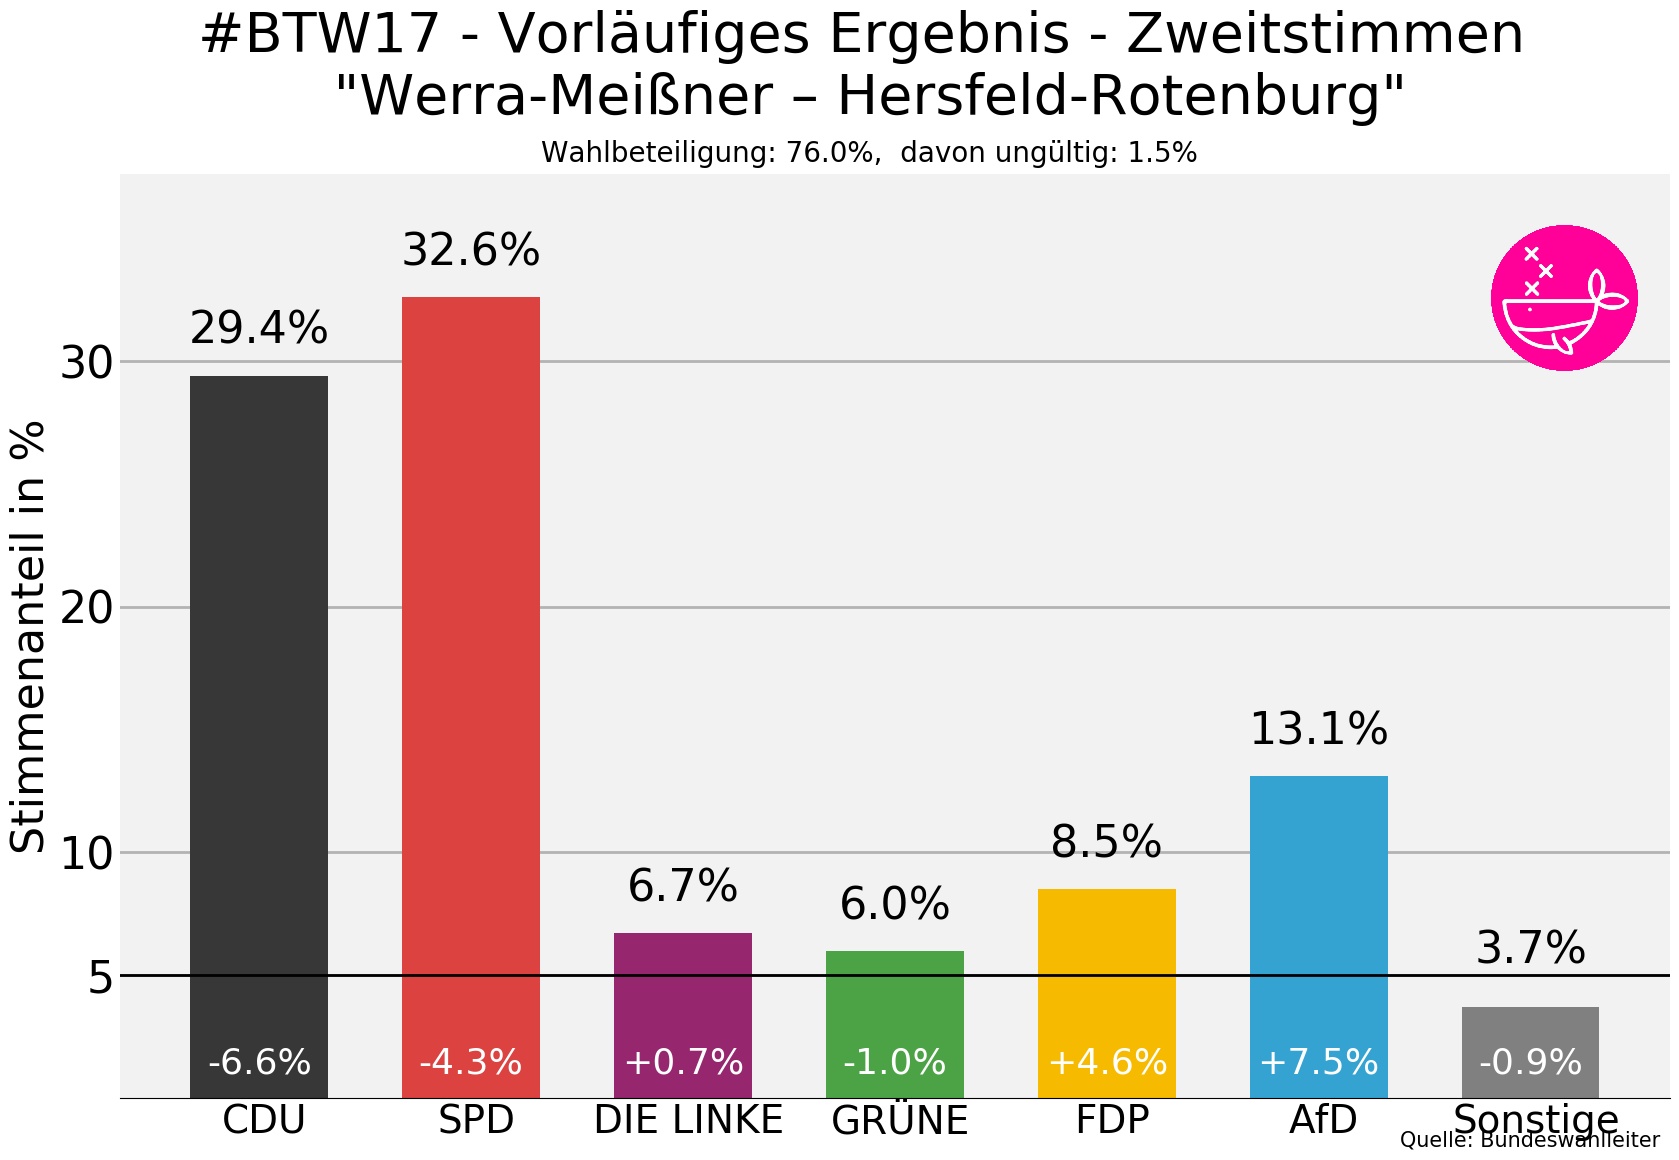 #BTW17 - Vorläufiges Ergebnis - Zweitstimmen
"Werra-Meißner – Hersfeld-Rotenburg"
Wahlbeteiligung: 76.0%,  davon ungültig: 1.5%
Stimmenanteil in %
30
20
10
5
29.4%
32.6%
6.7%
6.0%
8.5%
13.1%
3.7%
-6.6%
-4.3%
+0.7%
-1.0%
+4.6%
+7.5%
-0.9%
CDU
SPD
DIE LINKE
GRÜNE
FDP
AfD
Sonstige
Quelle: Bundeswahlleiter